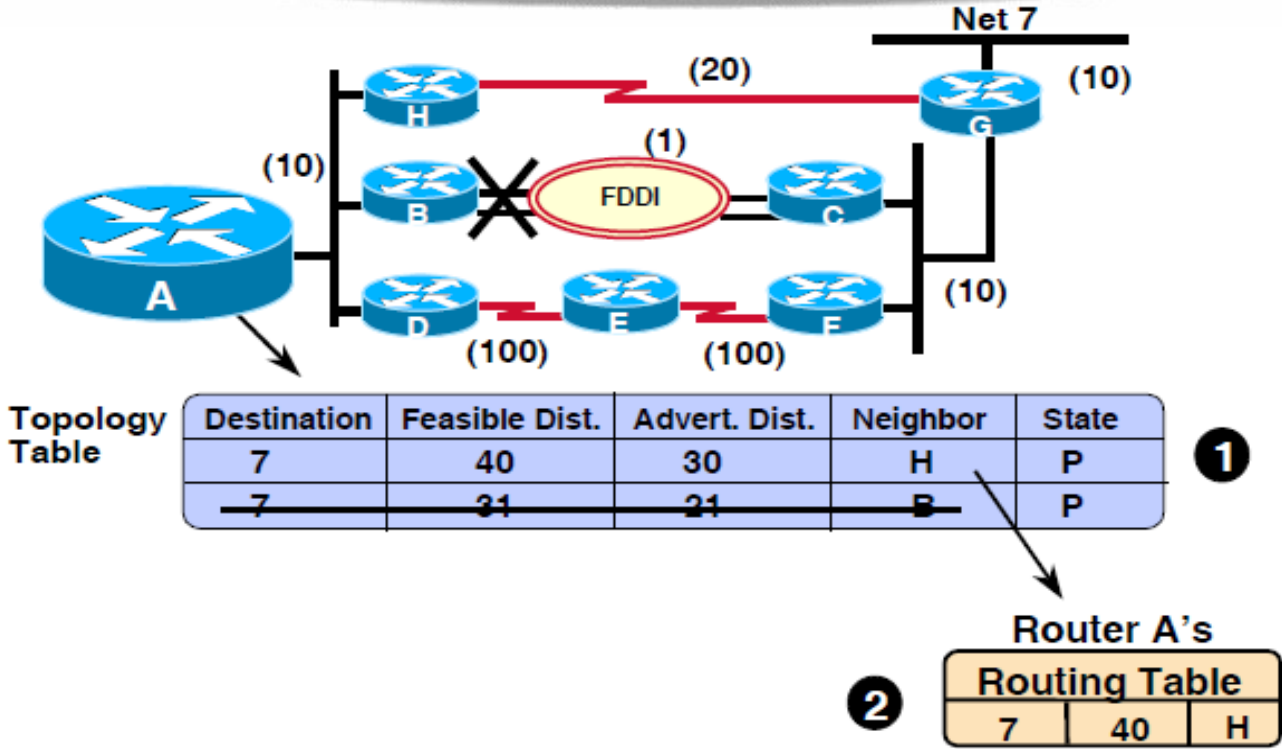 Net 7
(20)
(10)
H
G
(1)
(10)
B
FDDI
C
A
(10)
D
E
F
(100)
(100)
Topology Table
Destination Feasible Dist. Advert. Dist. Neighbor State
7 40 30 H P
7 31 21 B P
1
Router A's
Routing Table
2
7 40 H